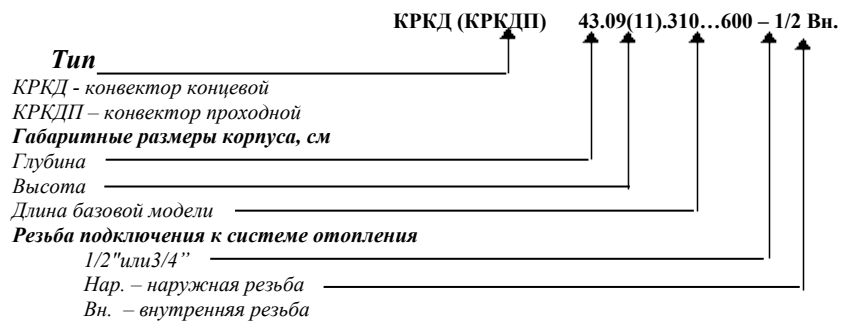 КРКД (КРКДП) 43.09(11).310…600 – 1/2 Вн.
Тип
КРКД - конвектор концевой
КРКДП – конвектор проходной
Габаритные размеры корпуса, см
Глубина
Высота
Длина базовой модели
Резьба подключения к системе отопления
1/2"или3/4”
Нар. – наружная резьба
Вн. – внутренняя резьба